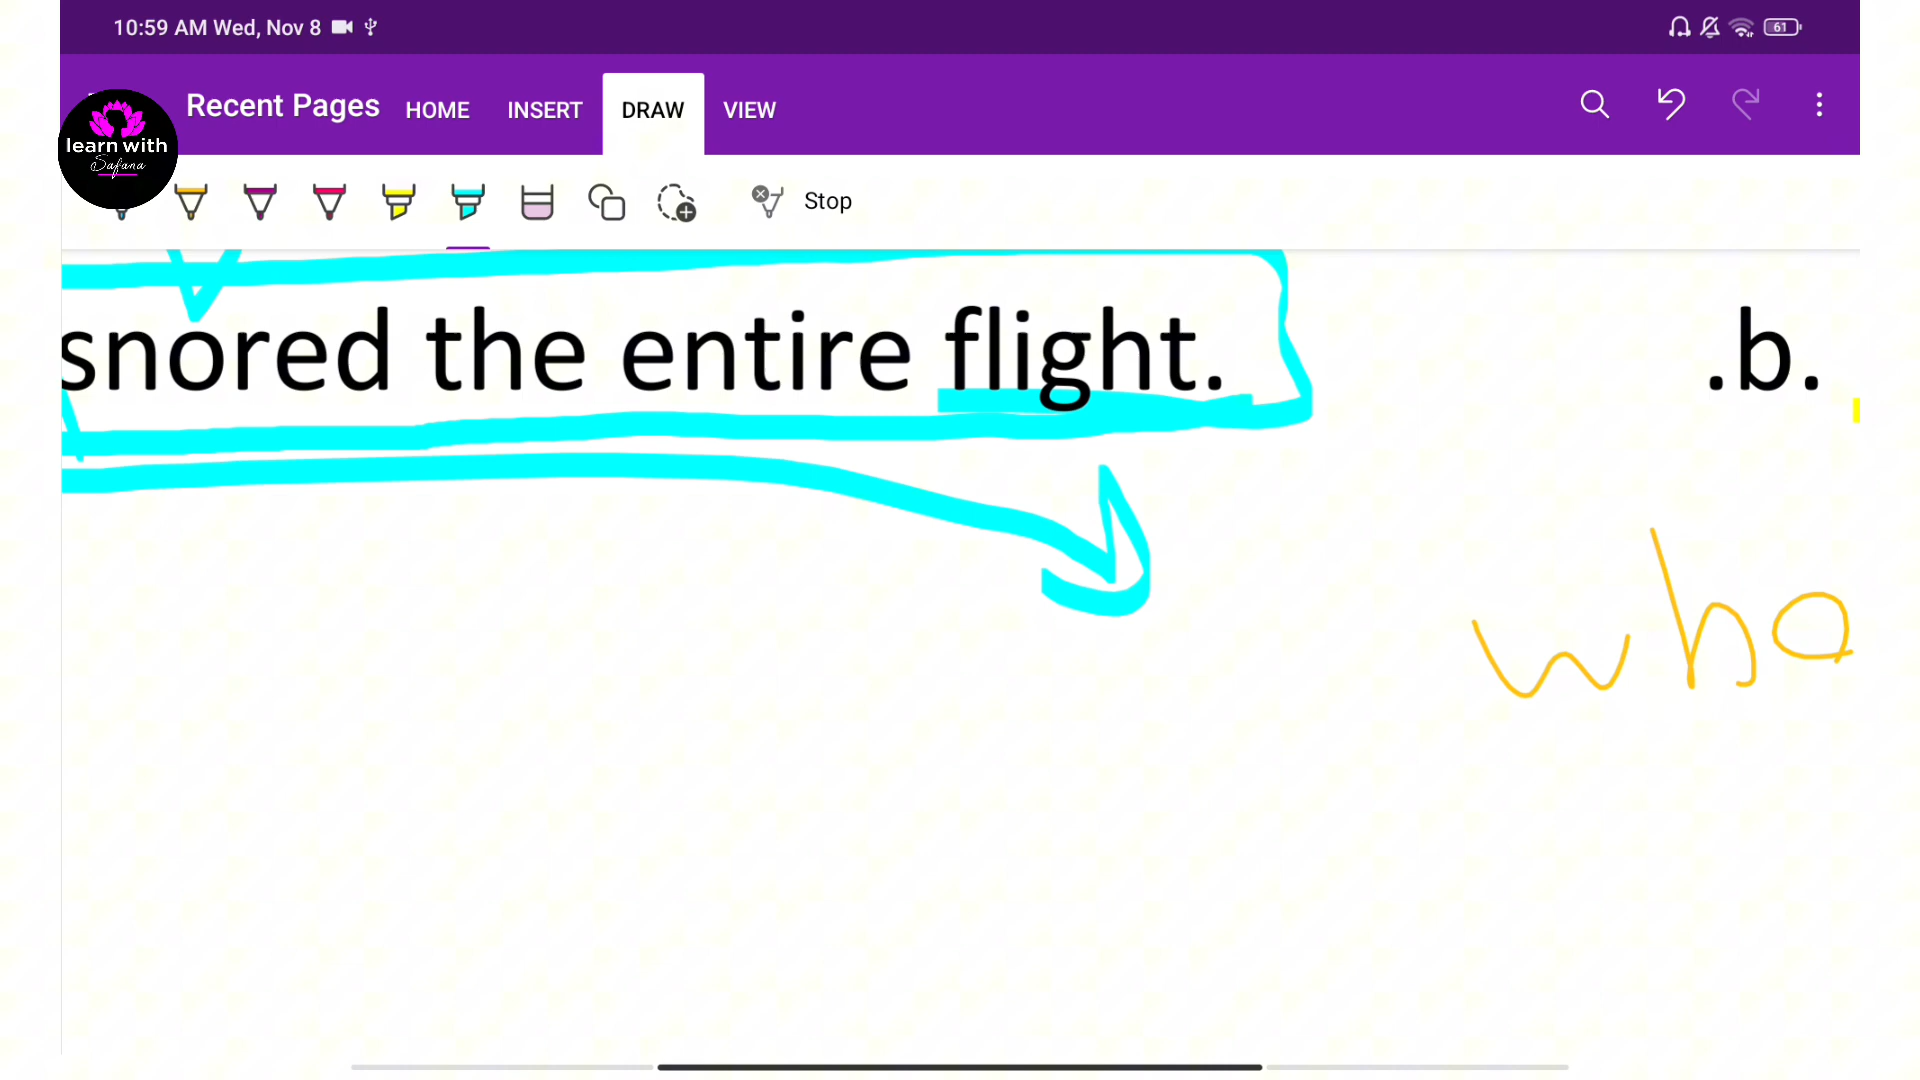 10:59 AM Wed, Nov 8
61
Recent Pages HOME INSERT DRAW VIEW
learn with
Safana
Stop
snored the entire flight. .b.
who